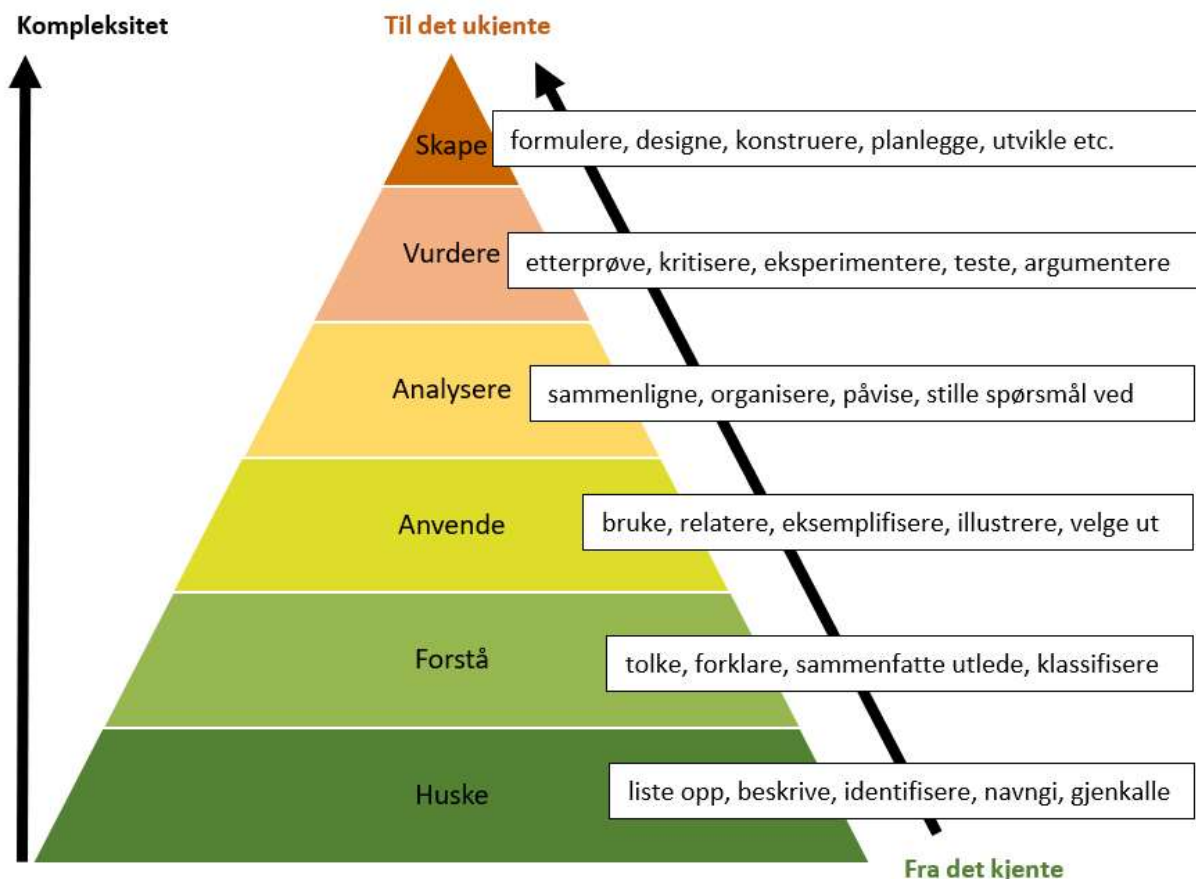 Kompleksitet
Til det ukjente
Skape
formulere, designe, konstruere, planlegge, utvikle etc.
Vurdere
etterprøve, kritisere, eksperimentere, teste, argumentere
Analysere
sammenligne, organisere, påvise, stille spørsmål ved
Anvende
bruke, relatere, eksemplifisere, illustrere, velge ut
Forstå
tolke, forklare, sammenfatte utlede, klassifisere
Huske
liste opp, beskrive, identifisere, navngi, gjenkalle
Fra det kjente